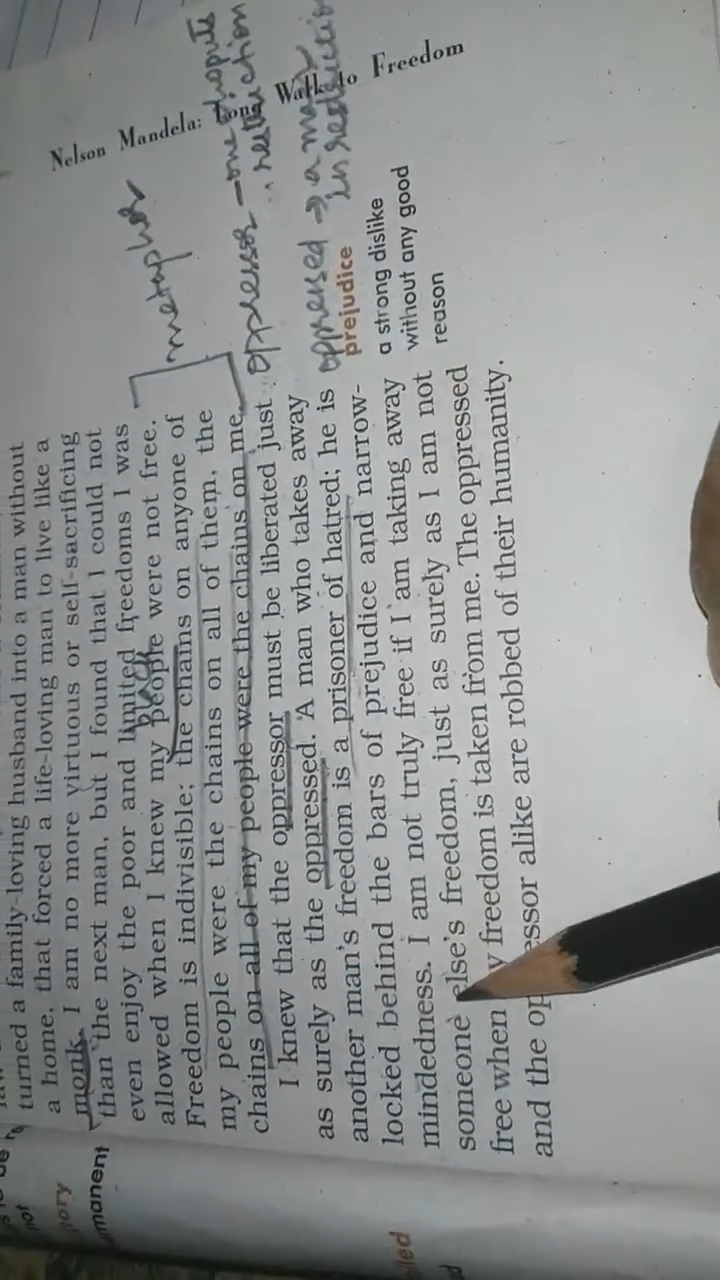 Nelson Mandela: Long Walk to Freedom
turned a family-loving husband into a man without
a home, that forced a life-loving man to live like a
monk. I am no more virtuous or self-sacrificing
than the next man, but I found that I could not
even enjoy the poor and limited freedoms I was
allowed when I knew my people were not free.
black
Freedom is indivisible; the chains on anyone of
my people were the chains on all of them, the
chains on all of my people were the chains on me.
I knew that the oppressor must be liberated just
as surely as the oppressed. A man who takes away
another man's freedom is a prisoner of hatred; he is
locked behind the bars of prejudice and narrow-
mindedness. I am not truly free if I am taking away
someone else's freedom, just as surely as I am not
free when freedom is taken from me. The oppressed
and the oppressor alike are robbed of their humanity.
metaphor
oppressor - one
oppressed → a
prejudice
a strong dislike
without any good
reason
not
manent